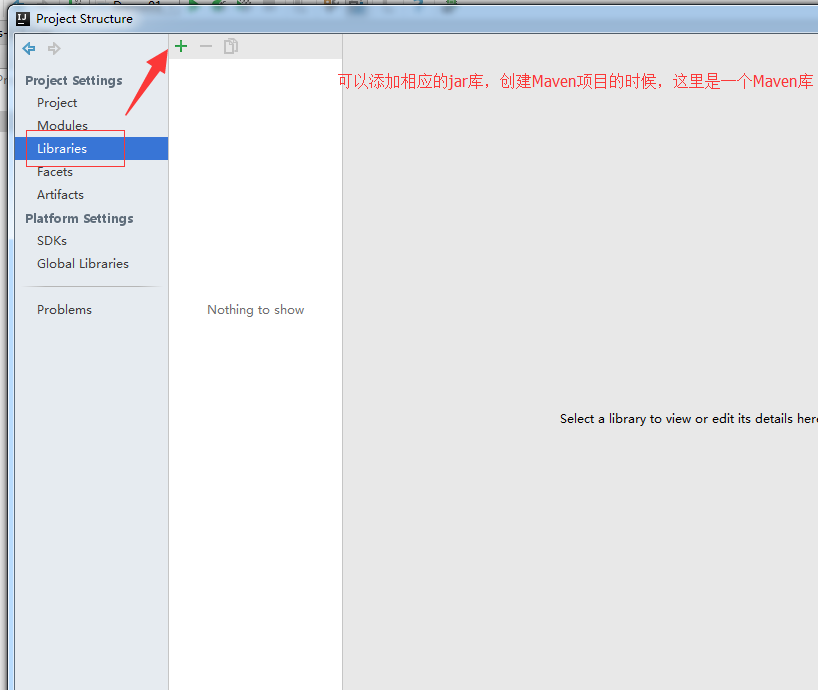 Project Structure
Project Settings
Project
Modules
Libraries
Facets
Artifacts
Platform Settings
SDKs
Global Libraries
Problems
Nothing to show
可以添加相应的jar库，创建Maven项目的时候，这里是一个Maven库
Select a library to view or edit its details here